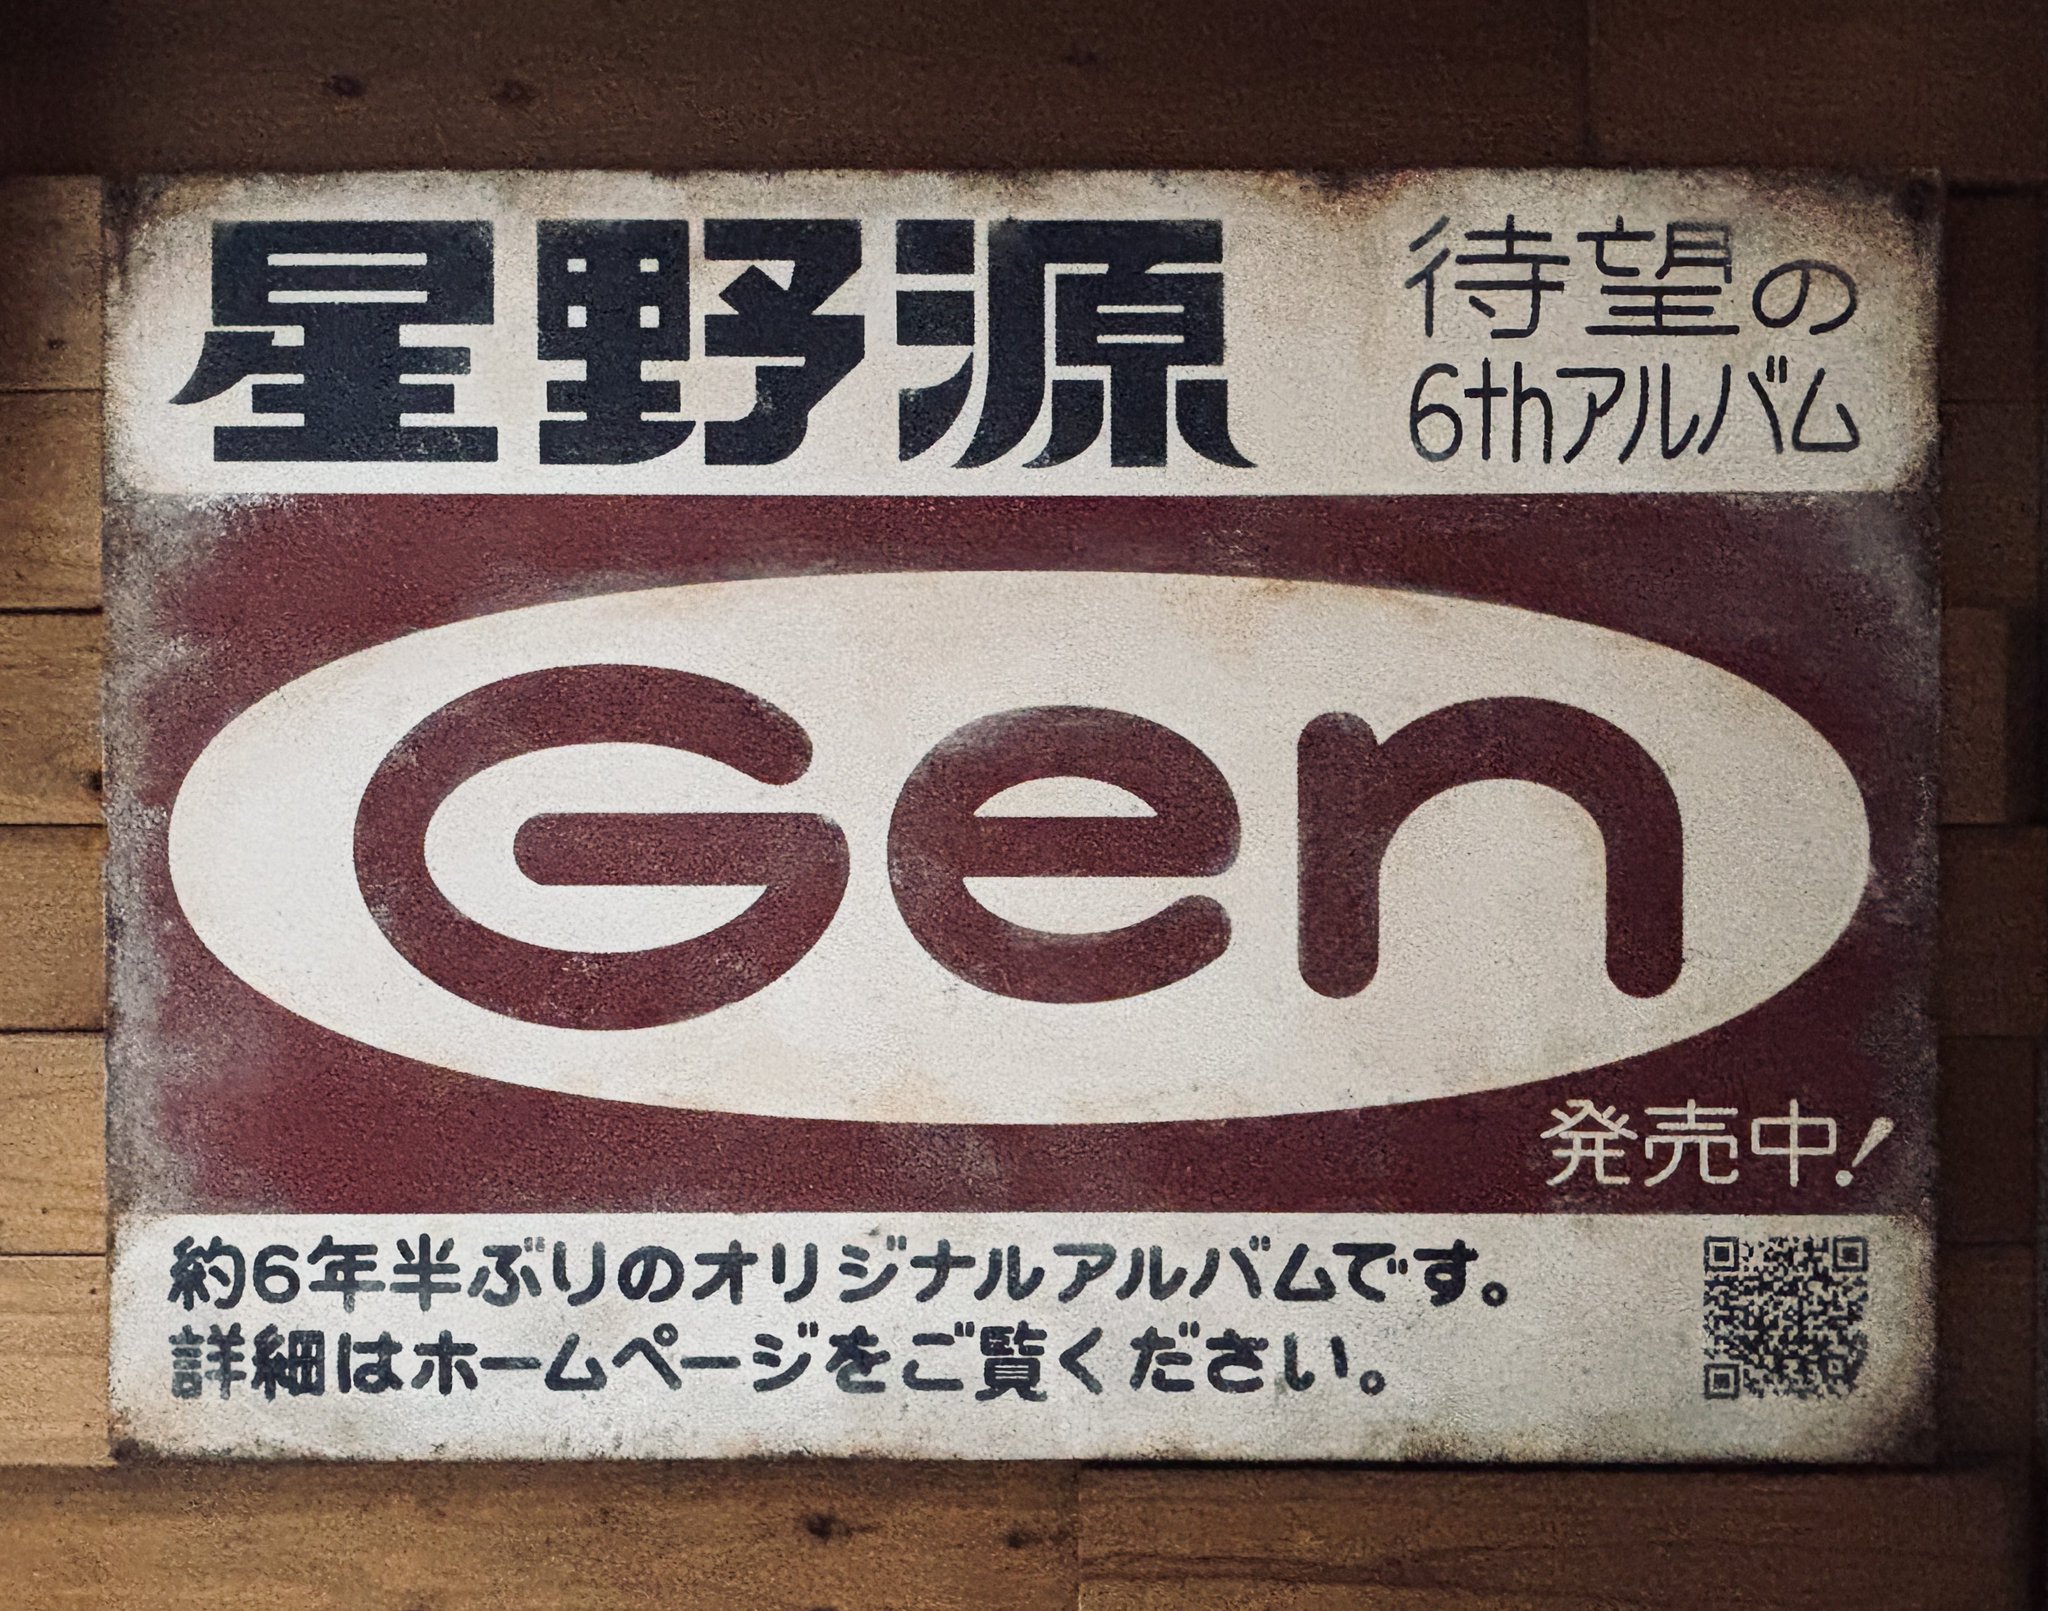 星野源
待望の
6thアルバム
Gen
発売中!
約6年半ぶりのオリジナルアルバムです。
詳細はホームページをご覧ください。